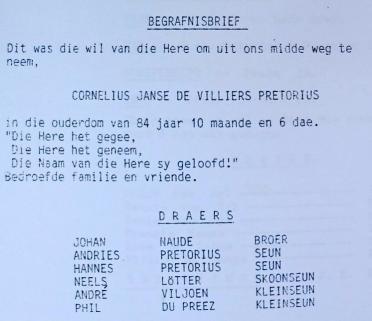 BEGRAFNISBRIEF
Dit was die wil van die Here om uit ons midde weg te
neem,
CORNELIUS JANSE DE VILLIERS PRETORIUS
in die ouderdom van 84 jaar 10 maande en 6 dae.
"Die Here het gegee,
Die Here het geneem,
Die Naam van die Here sy geloofd!"
Bedroefde familie en vriende.
D R A E R S
JOHAN NAUDE BROER
ANDRIES PRETORIUS SEUN
HANNES PRETORIUS SEUN
NEELS LÖTTER SKOONSEUN
ANDRÉ VILJOEN KLEINSEUN
PHIL DU PREEZ KLEINSEUN